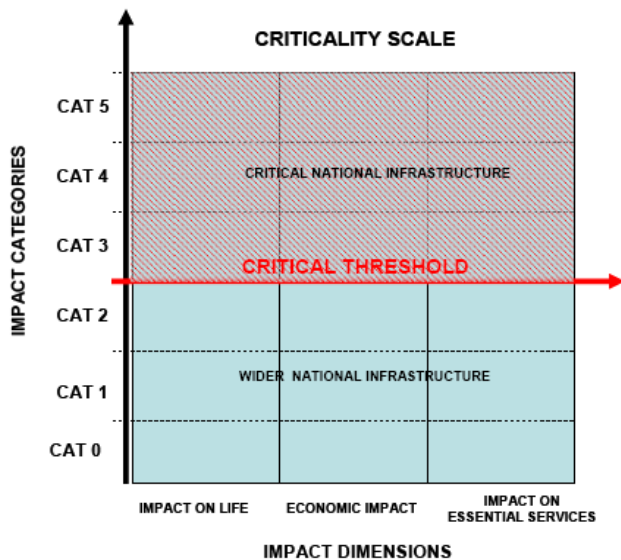 CRITICALITY SCALE
IMPACT CATEGORIES
CAT 5
CAT 4
CRITICAL NATIONAL INFRASTRUCTURE
CAT 3
CRITICAL THRESHOLD
CAT 2
WIDER NATIONAL INFRASTRUCTURE
CAT 1
CAT 0
IMPACT ON LIFE
ECONOMIC IMPACT
IMPACT ON
ESSENTIAL SERVICES
IMPACT DIMENSIONS